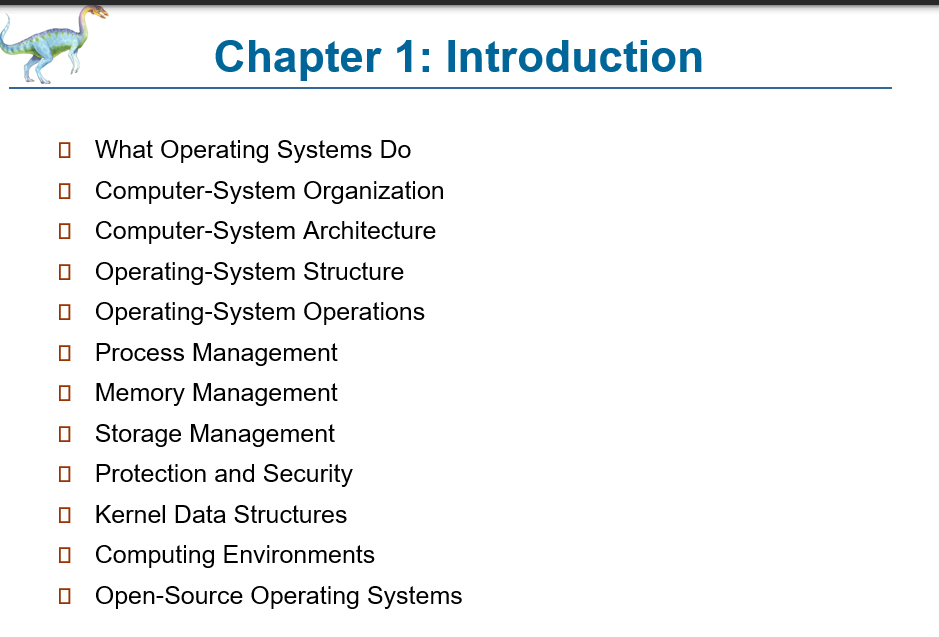 Chapter 1: Introduction
What Operating Systems Do
Computer-System Organization
Computer-System Architecture
Operating-System Structure
Operating-System Operations
Process Management
Memory Management
Storage Management
Protection and Security
Kernel Data Structures
Computing Environments
Open-Source Operating Systems